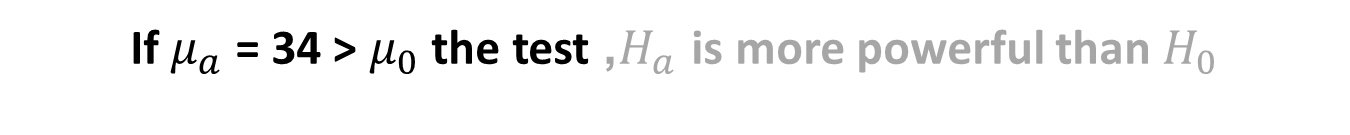 If μₐ = 34 > μ₀ the test ,Hₐ is more powerful than H₀